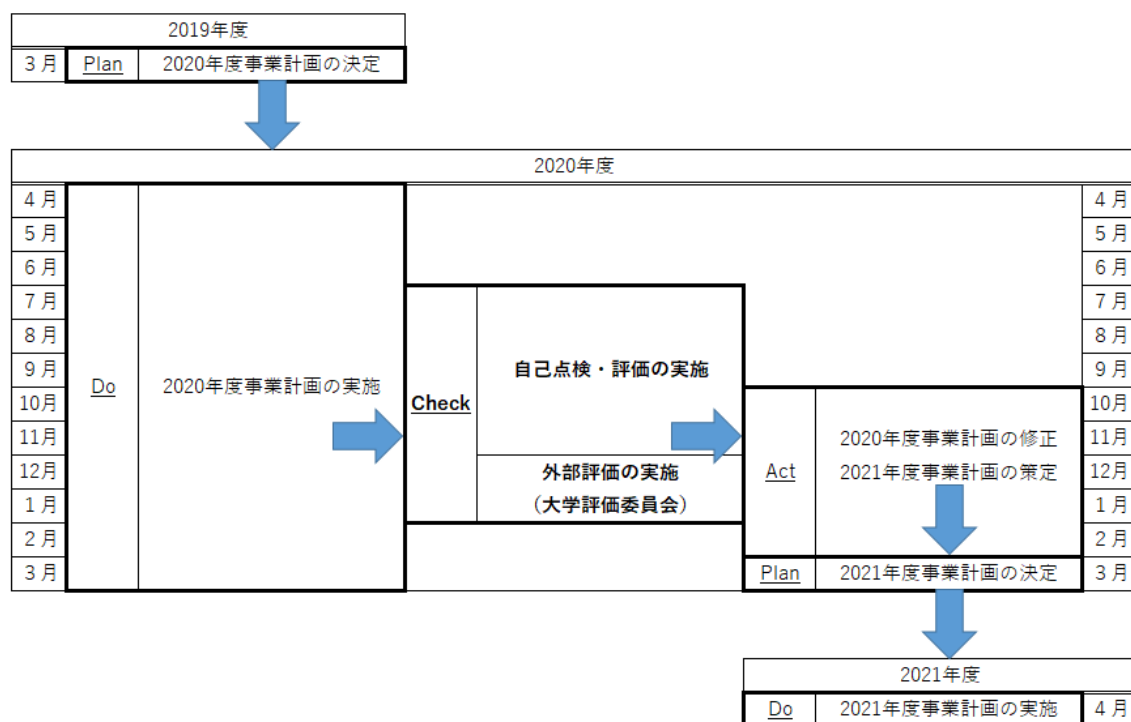 2019年度
3月 Plan 2020年度事業計画の決定
2020年度
4月 4月
5月 5月
6月 6月
7月 7月
8月 8月
9月 自己点検・評価の実施 9月
Do 2020年度事業計画の実施
10月 Check 10月
11月 2020年度事業計画の修正 11月
12月 外部評価の実施 Act 2021年度事業計画の策定 12月
1月 (大学評価委員会) 1月
2月 2月
3月 Plan 2021年度事業計画の決定 3月
2021年度
Do 2021年度事業計画の実施 4月